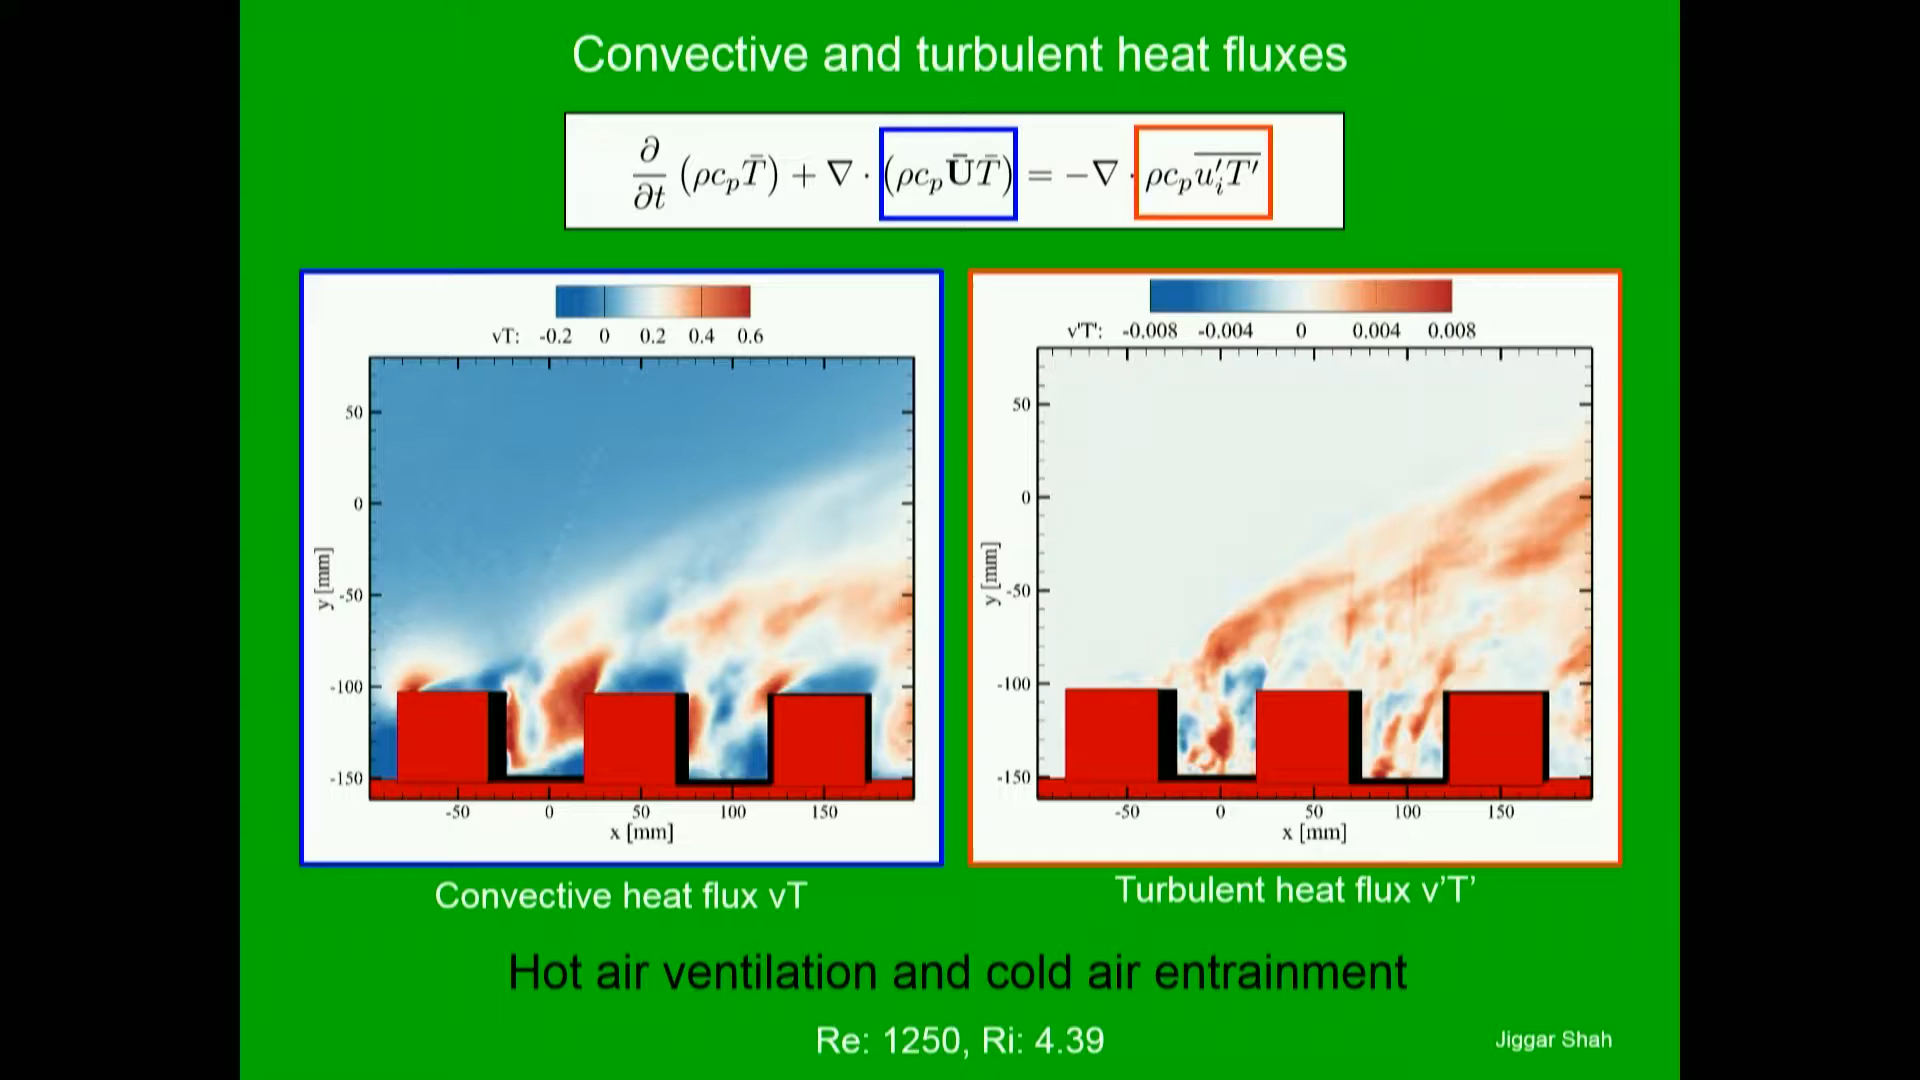 Convective and turbulent heat fluxes
∂/∂t (ρc_p T̄) + ∇ · (ρc_p Ū T̄) = −∇ · ρc_p \overline{u′_i T′}
vT: -0.2 0 0.2 0.4 0.6
50
0
-50
-100
-150
y [mm]
-50 0 50 100 150
x [mm]
v'T': -0.008 -0.004 0 0.004 0.008
50
0
-50
-100
-150
y [mm]
-50 0 50 100 150
x [mm]
Convective heat flux vT
Turbulent heat flux v’T’
Hot air ventilation and cold air entrainment
Re: 1250, Ri: 4.39
Jiggar Shah